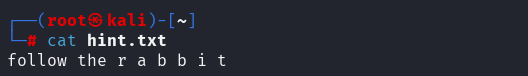 ┌──(root㉿kali)-[~]
└─# cat hint.txt
follow the r a b b i t